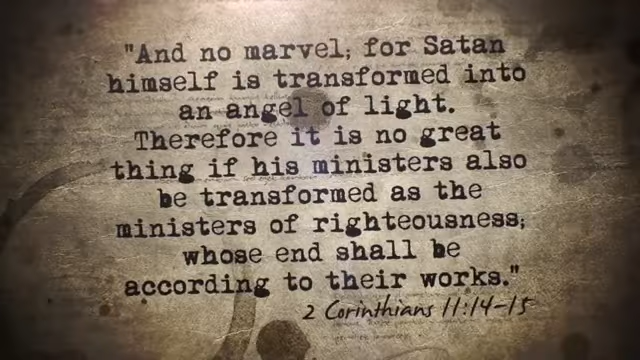 "And no marvel; for Satan
himself is transformed into
an angel of light.
Therefore it is no great
thing if his ministers also
be transformed as the
ministers of righteousness;
whose end shall be
according to their works."
2 Corinthians 11:14-15